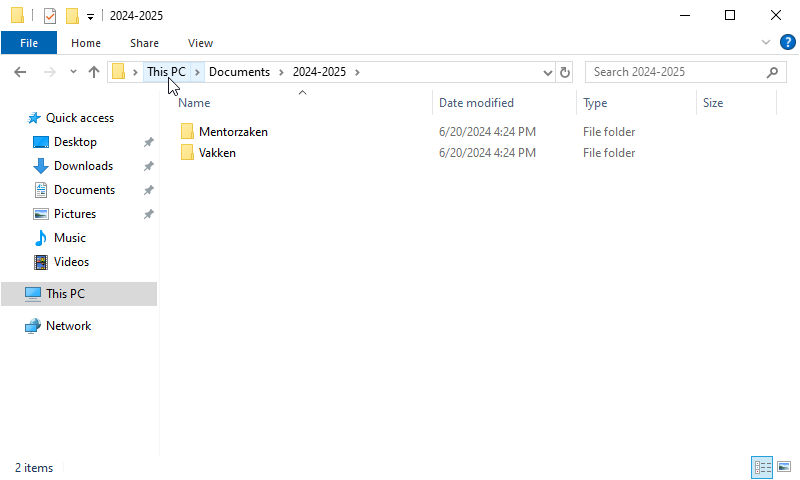 2024-2025
File Home Share View
This PC Documents 2024-2025 Search 2024-2025
Name Date modified Type Size
Quick access
Desktop
Downloads
Documents
Pictures
Music
Videos
This PC
Network
Mentorzaken 6/20/2024 4:24 PM File folder
Vakken 6/20/2024 4:24 PM File folder
2 items